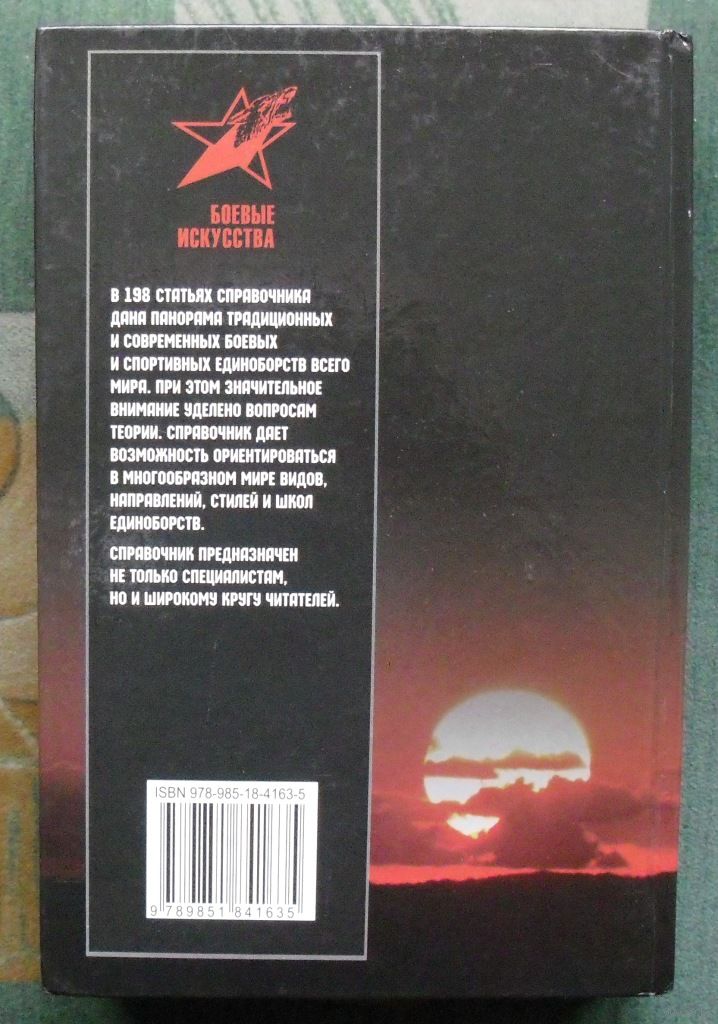 БОЕВЫЕ
ИСКУССТВА
В 198 СТАТЬЯХ СПРАВОЧНИКА
ДАНА ПАНОРАМА ТРАДИЦИОННЫХ
И СОВРЕМЕННЫХ БОЕВЫХ
И СПОРТИВНЫХ ЕДИНОБОРСТВ ВСЕГО
МИРА. ПРИ ЭТОМ ЗНАЧИТЕЛЬНОЕ
ВНИМАНИЕ УДЕЛЕНО ВОПРОСАМ
ТЕОРИИ. СПРАВОЧНИК ДАЕТ
ВОЗМОЖНОСТЬ ОРИЕНТИРОВАТЬСЯ
В МНОГООБРАЗНОМ МИРЕ ВИДОВ,
НАПРАВЛЕНИЙ, СТИЛЕЙ И ШКОЛ
ЕДИНОБОРСТВ.
СПРАВОЧНИК ПРЕДНАЗНАЧЕН
НЕ ТОЛЬКО СПЕЦИАЛИСТАМ,
НО И ШИРОКОМУ КРУГУ ЧИТАТЕЛЕЙ.
ISBN 978-985-18-4163-5
9 789851 841635